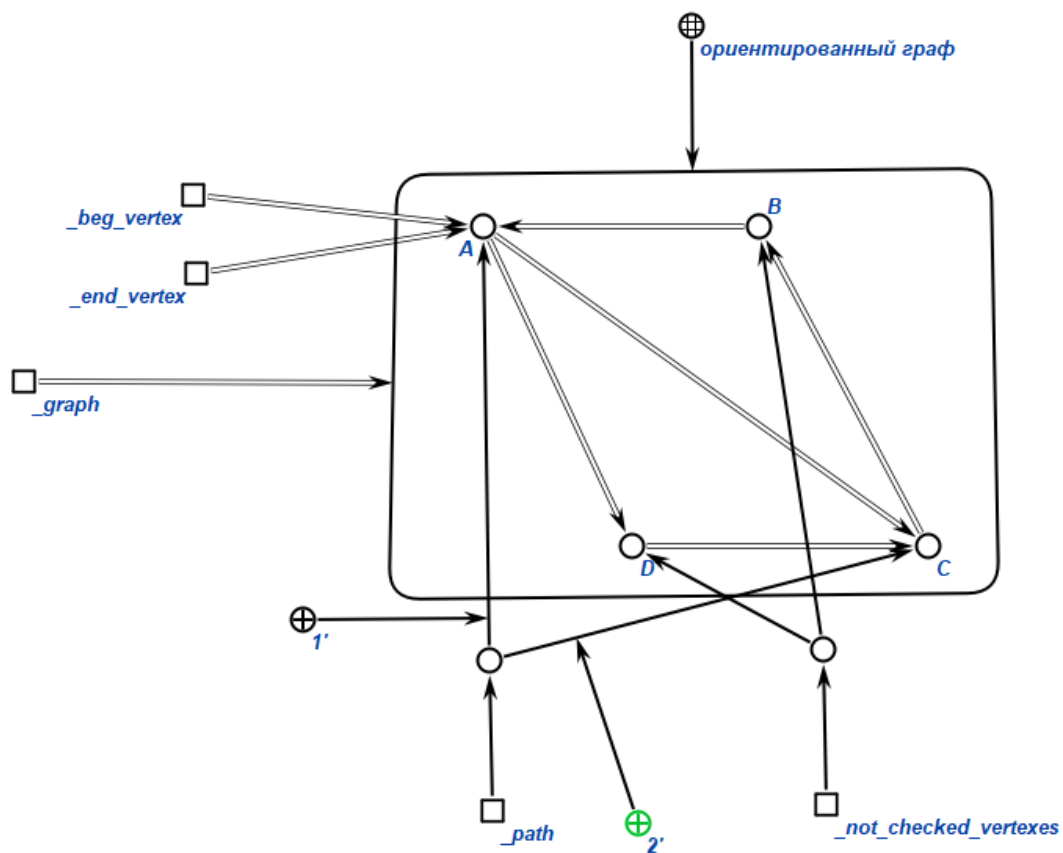 ориентированный граф
_beg_vertex
B
A
_end_vertex
_graph
D
C
1'
_path
2'
_not_checked_vertexes